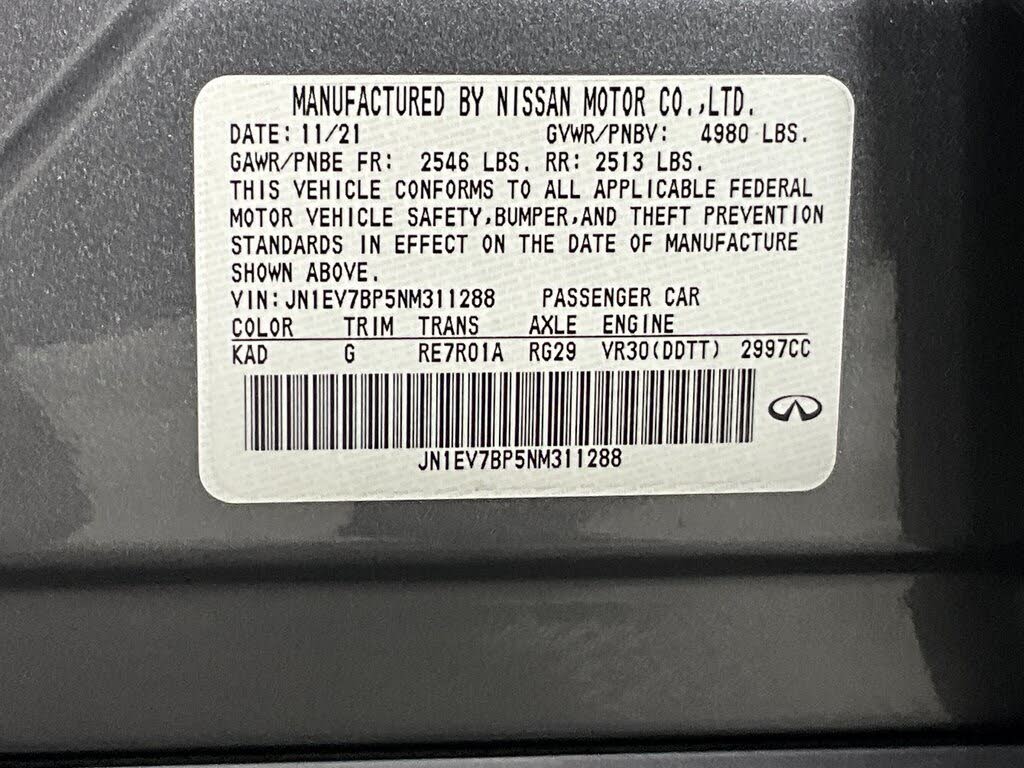 MANUFACTURED BY NISSAN MOTOR CO.,LTD.
DATE: 11/21 GVWR/PNBV: 4980 LBS.
GAWR/PNBE FR: 2546 LBS. RR: 2513 LBS.
THIS VEHICLE CONFORMS TO ALL APPLICABLE FEDERAL
MOTOR VEHICLE SAFETY,BUMPER,AND THEFT PREVENTION
STANDARDS IN EFFECT ON THE DATE OF MANUFACTURE
SHOWN ABOVE.
VIN:JN1EV7BP5NM311288 PASSENGER CAR
COLOR TRIM TRANS AXLE ENGINE
KAD G RE7R01A RG29 VR30(DDTT) 2997CC
JN1EV7BP5NM311288